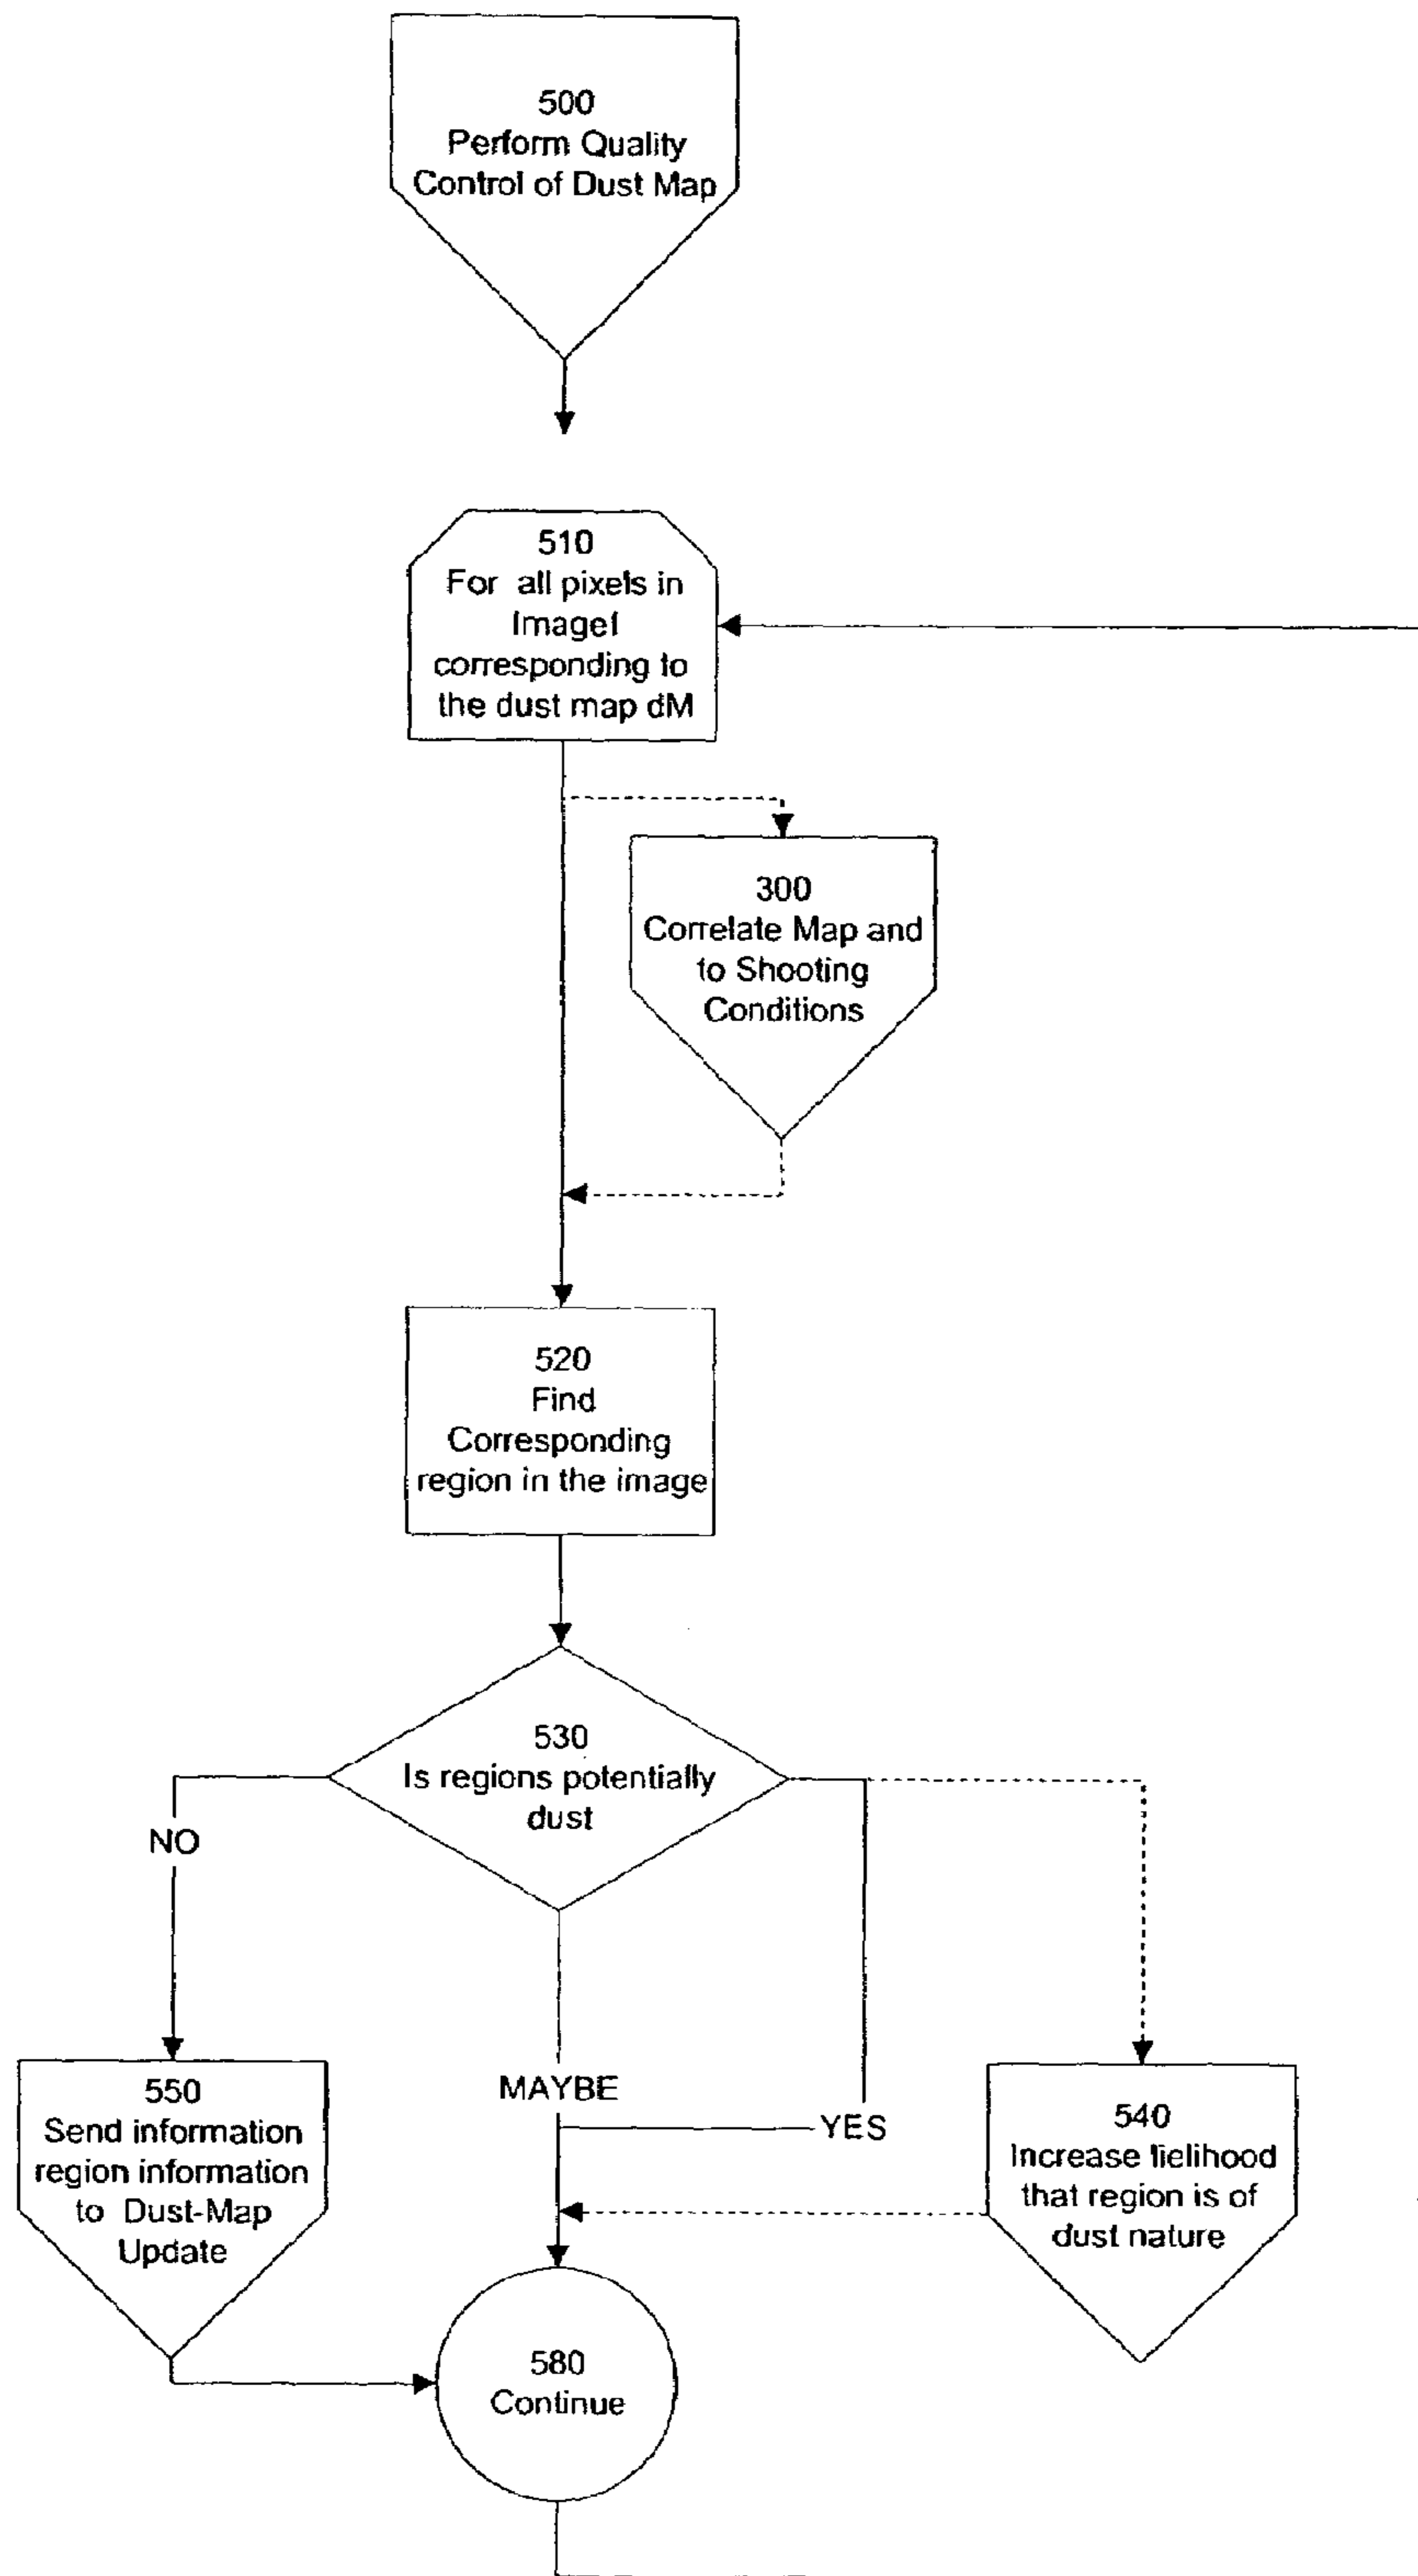 500
Perform Quality
Control of Dust Map
510
For all pixels in
ImageI
corresponding to
the dust map dM
300
Correlate Map and
to Shooting
Conditions
520
Find
Corresponding
region in the image
530
Is regions potentially
dust
NO
MAYBE
YES
550
Send information
region information
to Dust-Map
Update
540
Increase lielihood
that region is of
dust nature
580
Continue